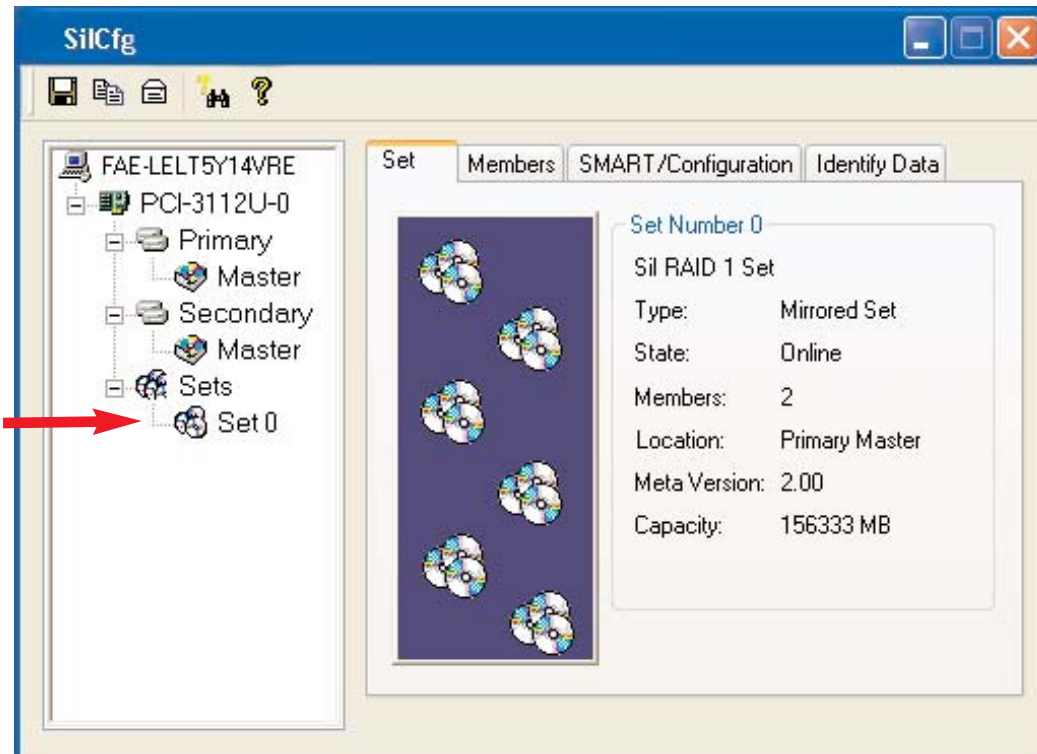 SilCfg
FAE-LELT5Y14VRE
PCI-3112U-0
Primary
Master
Secondary
Master
Sets
Set 0
Set
Members
SMART/Configuration
Identify Data
Set Number 0
Sil RAID 1 Set
Type: Mirrored Set
State: Online
Members: 2
Location: Primary Master
Meta Version: 2.00
Capacity: 156333 MB